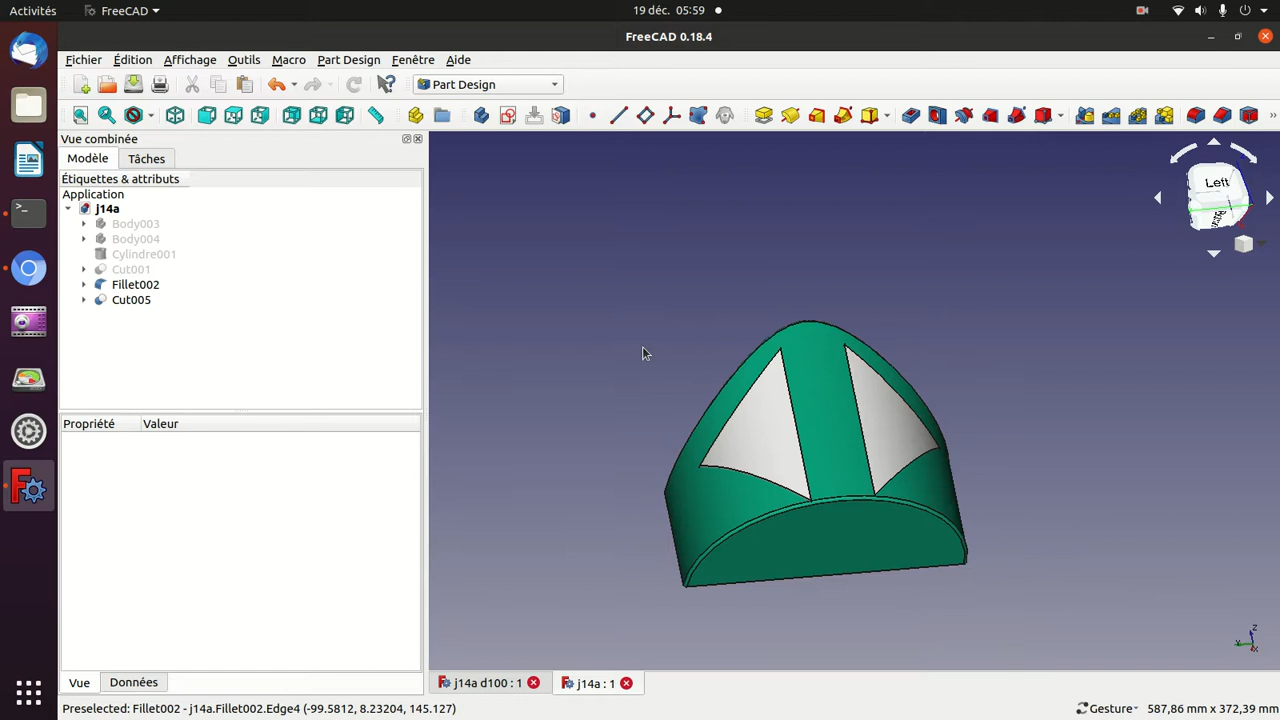 Activités
FreeCAD
19 déc. 05:59
FreeCAD 0.18.4
Fichier Édition Affichage Outils Macro Part Design Fenêtre Aide
Part Design
Vue combinée
Modèle Tâches
Étiquettes & attributs
Application
j14a
Body003
Body004
Cylindre001
Cut001
Fillet002
Cut005
Propriété Valeur
Vue Données
Left
Z
j14a d100 : 1
j14a : 1
Preselected: Fillet002 - j14a.Fillet002.Edge4 (-99.5812, 8.23204, 145.127)
Gesture
587,86 mm x 372,39 mm